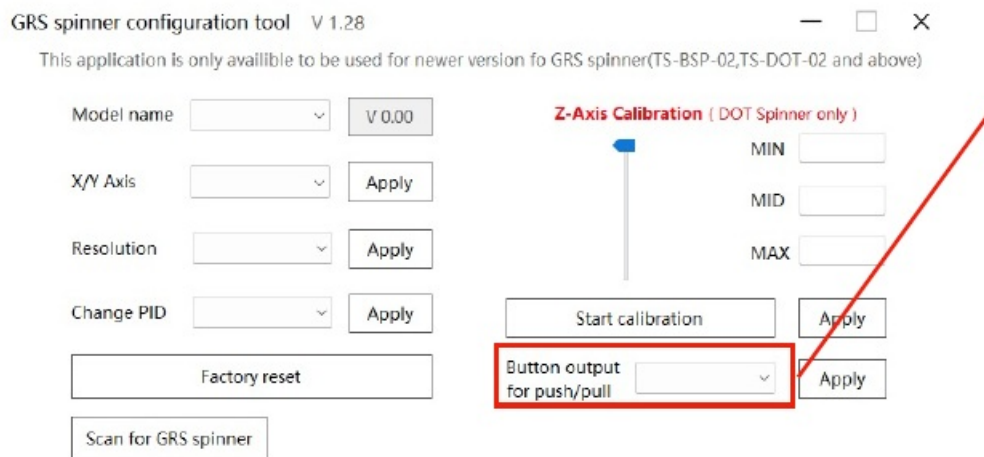 GRS spinner configuration tool V 1.28
This application is only availible to be used for newer version fo GRS spinner(TS-BSP-02,TS-DOT-02 and above)
Model name V 0.00
X/Y Axis Apply
Resolution Apply
Change PID Apply
Factory reset
Scan for GRS spinner
Z-Axis Calibration ( DOT Spinner only )
MIN
MID
MAX
Start calibration Apply
Button output
for push/pull Apply